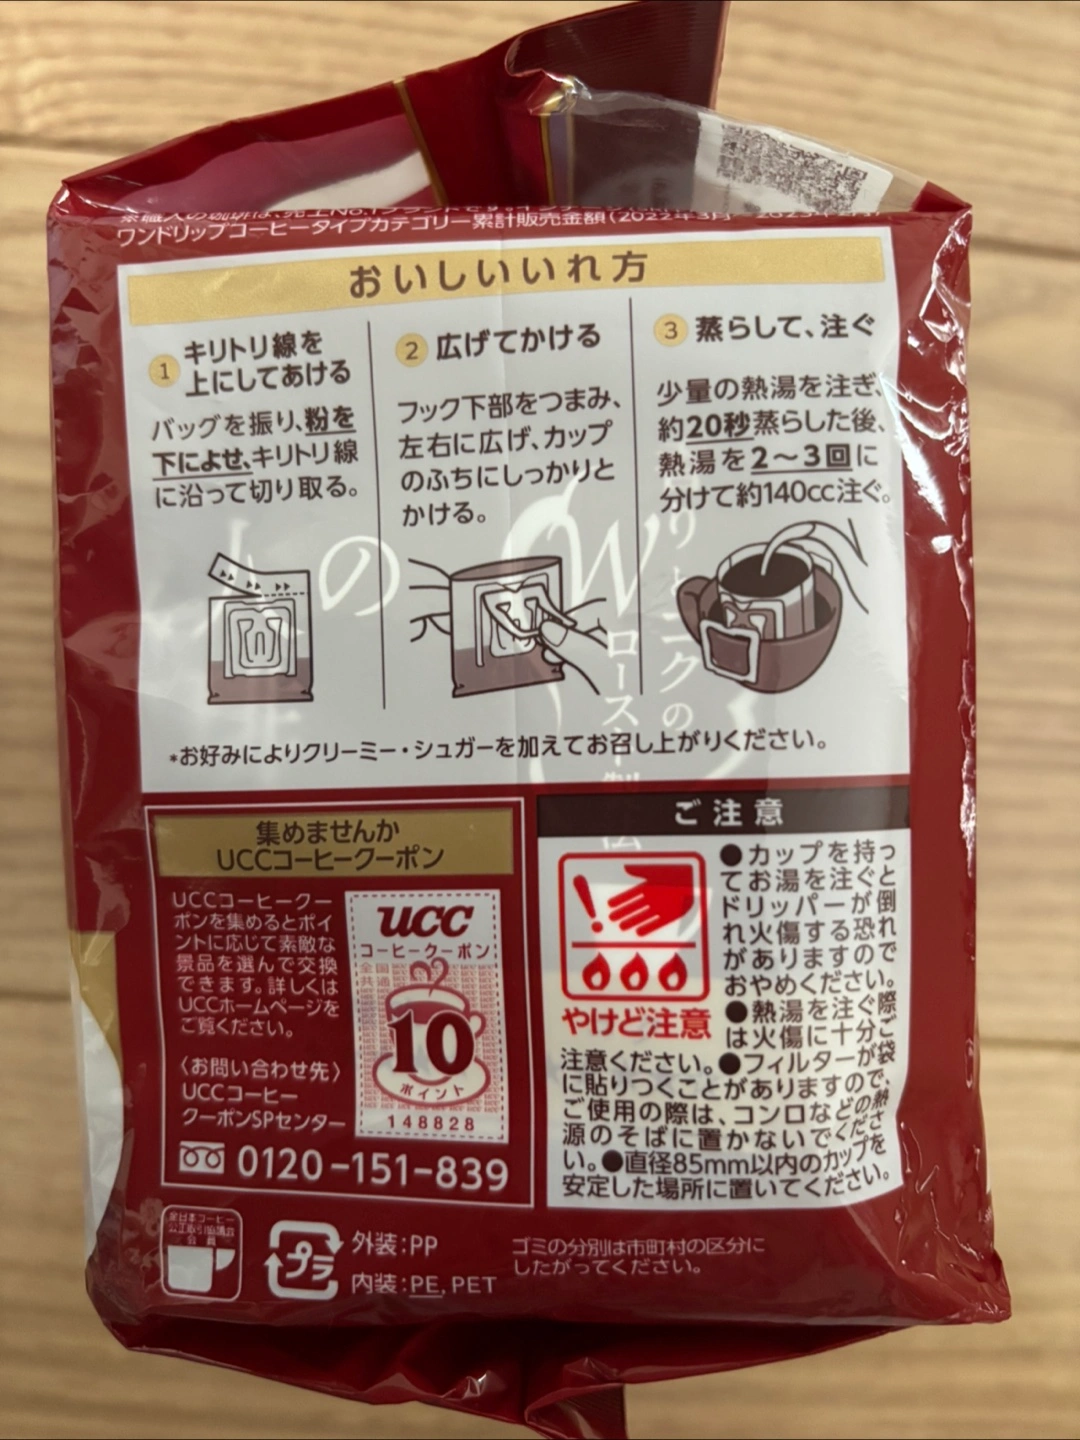 ワンドリップコーヒータイプカテゴリー累計販売金額(2022年3月
おいしいいれ方
1 キリトリ線を
上にしてあける
バッグを振り、粉を
下によせ、キリトリ線
に沿って切り取る。
2 広げてかける
フック下部をつまみ、
左右に広げ、カップ
のふちにしっかりと
かける。
3 蒸らして、注ぐ
少量の熱湯を注ぎ、
約20秒蒸らした後、
熱湯を2〜3回に
分けて約140cc注ぐ。
*お好みによりクリーミー・シュガーを加えてお召し上がりください。
集めませんか
UCCコーヒークーポン
UCCコーヒークー
ポンを集めるとポイ
ントに応じて素敵な
景品を選んで交換
できます。詳しくは
UCCホームページを
ご覧ください。
〈お問い合わせ先〉
UCCコーヒー
クーポンSPセンター
0120-151-839
UCC
コーヒークーポン
全国
共通
10
ポイント
148828
ご注意
やけど注意
●カップを持っ
てお湯を注ぐと
ドリッパーが倒
れ火傷する恐れ
がありますので
おやめください。
●熱湯を注ぐ際
は火傷に十分ご
注意ください。●フィルターが袋
に貼りつくことがありますので、
ご使用の際は、コンロなどの熱
源のそばに置かないでくださ
い。●直径85mm以内のカップを
安定した場所に置いてください。
全日本コーヒー
公正取引協議会
会員
プラ
外装:PP
内装:PE,PET
ゴミの分別は市町村の区分に
したがってください。